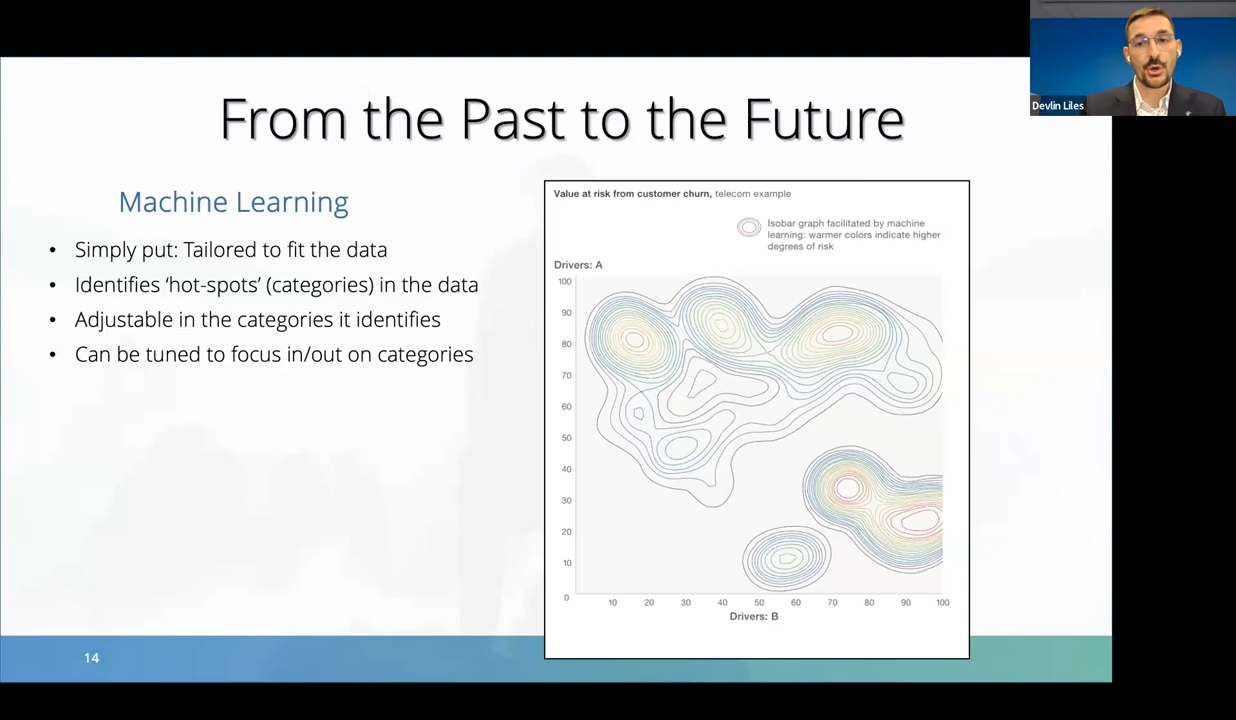 Devlin Liles
From the Past to the Future
Machine Learning
• Simply put: Tailored to fit the data
• Identifies ‘hot-spots’ (categories) in the data
• Adjustable in the categories it identifies
• Can be tuned to focus in/out on categories
Value at risk from customer churn, telecom example
Isobar graph facilitated by machine
learning: warmer colors indicate higher
degrees of risk
Drivers: A
100
90
80
70
60
50
40
30
20
10
0
10 20 30 40 50 60 70 80 90 100
Drivers: B
14